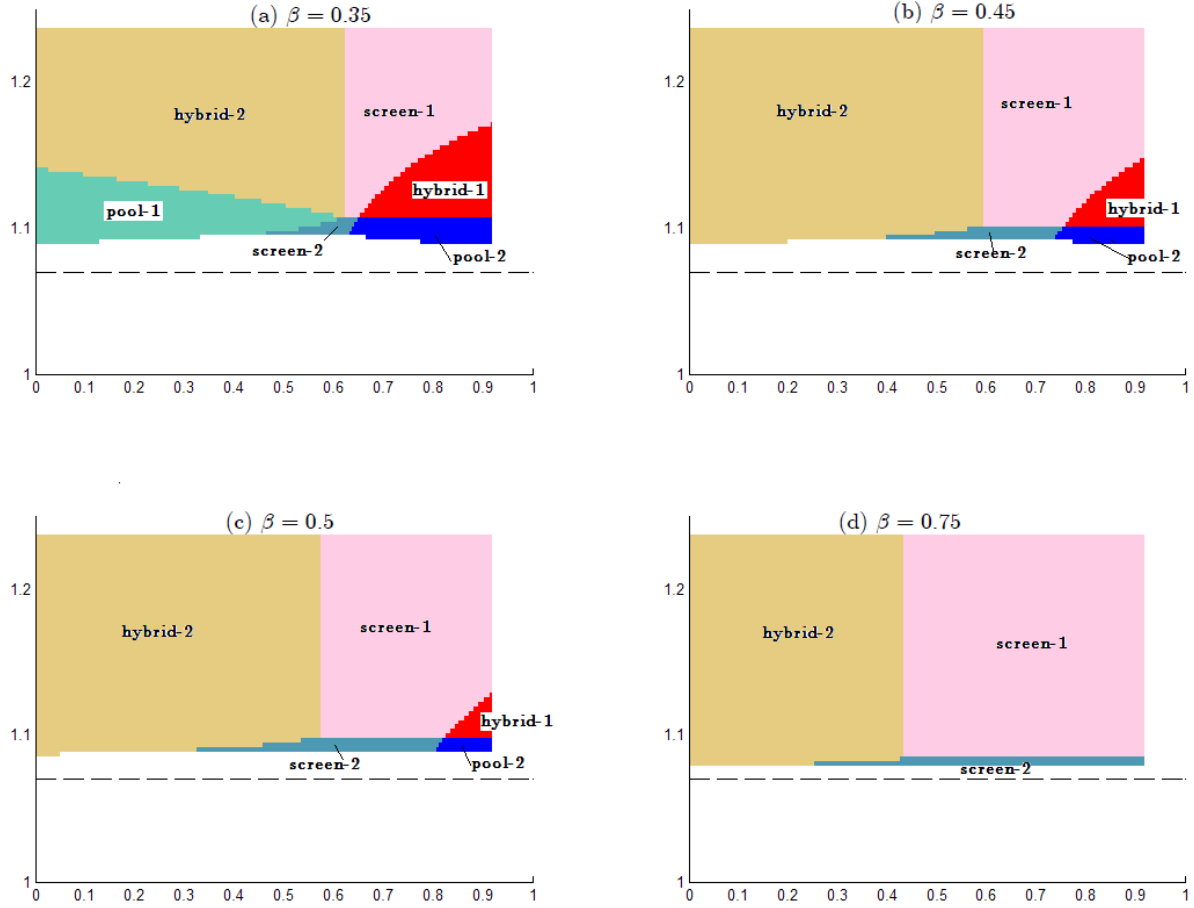 (a) β = 0.35
1.2
hybrid-2
screen-1
pool-1
hybrid-1
1.1
screen-2
pool-2
1
0 0.1 0.2 0.3 0.4 0.5 0.6 0.7 0.8 0.9 1
(b) β = 0.45
1.2
hybrid-2
screen-1
hybrid-1
1.1
screen-2
pool-2
1
0 0.1 0.2 0.3 0.4 0.5 0.6 0.7 0.8 0.9 1
(c) β = 0.5
1.2
hybrid-2
screen-1
hybrid-1
1.1
screen-2
pool-2
1
0 0.1 0.2 0.3 0.4 0.5 0.6 0.7 0.8 0.9 1
(d) β = 0.75
1.2
hybrid-2
screen-1
1.1
screen-2
1
0 0.1 0.2 0.3 0.4 0.5 0.6 0.7 0.8 0.9 1